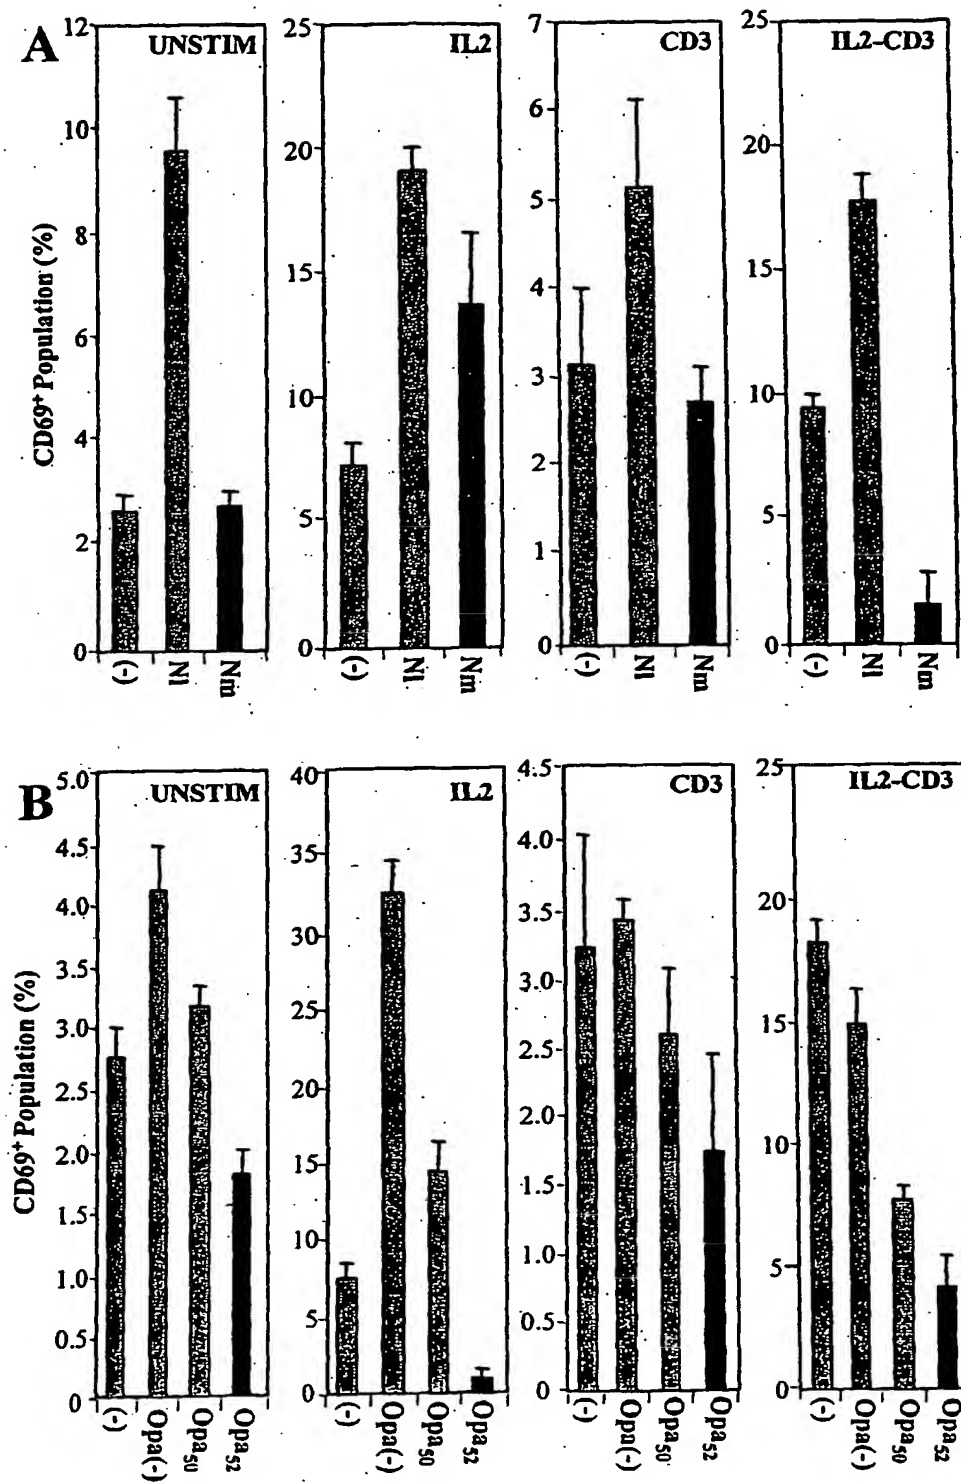 A
CD69+ Population (%)
UNSTIM
12
10
8
6
4
2
0
(-)
Nl
Nm
IL2
25
20
15
10
5
0
(-)
Nl
Nm
CD3
7
6
5
4
3
2
1
0
(-)
Nl
Nm
IL2-CD3
25
20
15
10
5
0
(-)
Nl
Nm
B
CD69+ Population (%)
UNSTIM
5.0
4.5
4.0
3.5
3.0
2.5
2.0
1.5
1.0
0.5
0
(-)
Opa(-)
Opa50
Opa52
IL2
40
35
30
25
20
15
10
5
0
(-)
Opa(-)
Opa50
Opa52
CD3
4.5
4.0
3.5
3.0
2.5
2.0
1.5
1.0
0.5
0
(-)
Opa(-)
Opa50
Opa52
IL2-CD3
25
20
15
10
5
0
(-)
Opa(-)
Opa50
Opa52